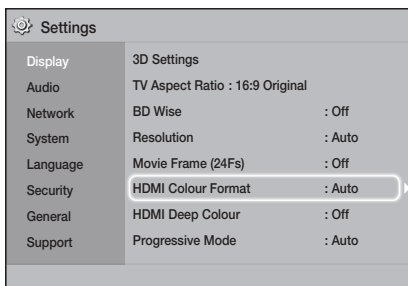 Settings
Display
Audio
Network
System
Language
Security
General
Support
3D Settings
TV Aspect Ratio : 16:9 Original
BD Wise : Off
Resolution : Auto
Movie Frame (24Fs) : Off
HDMI Colour Format : Auto
HDMI Deep Colour : Off
Progressive Mode : Auto